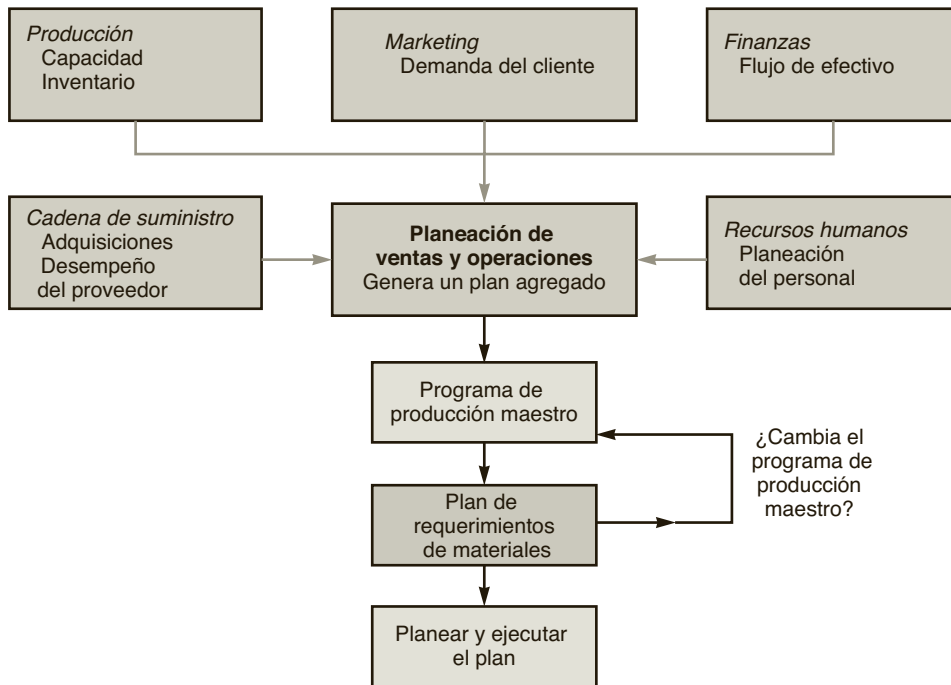 Producción
Capacidad
Inventario
Marketing
Demanda del cliente
Finanzas
Flujo de efectivo
Cadena de suministro
Adquisiciones
Desempeño
del proveedor
Planeación de
ventas y operaciones
Genera un plan agregado
Recursos humanos
Planeación
del personal
Programa de
producción maestro
¿Cambia el
programa de
producción
maestro?
Plan de
requerimientos
de materiales
Planear y ejecutar
el plan